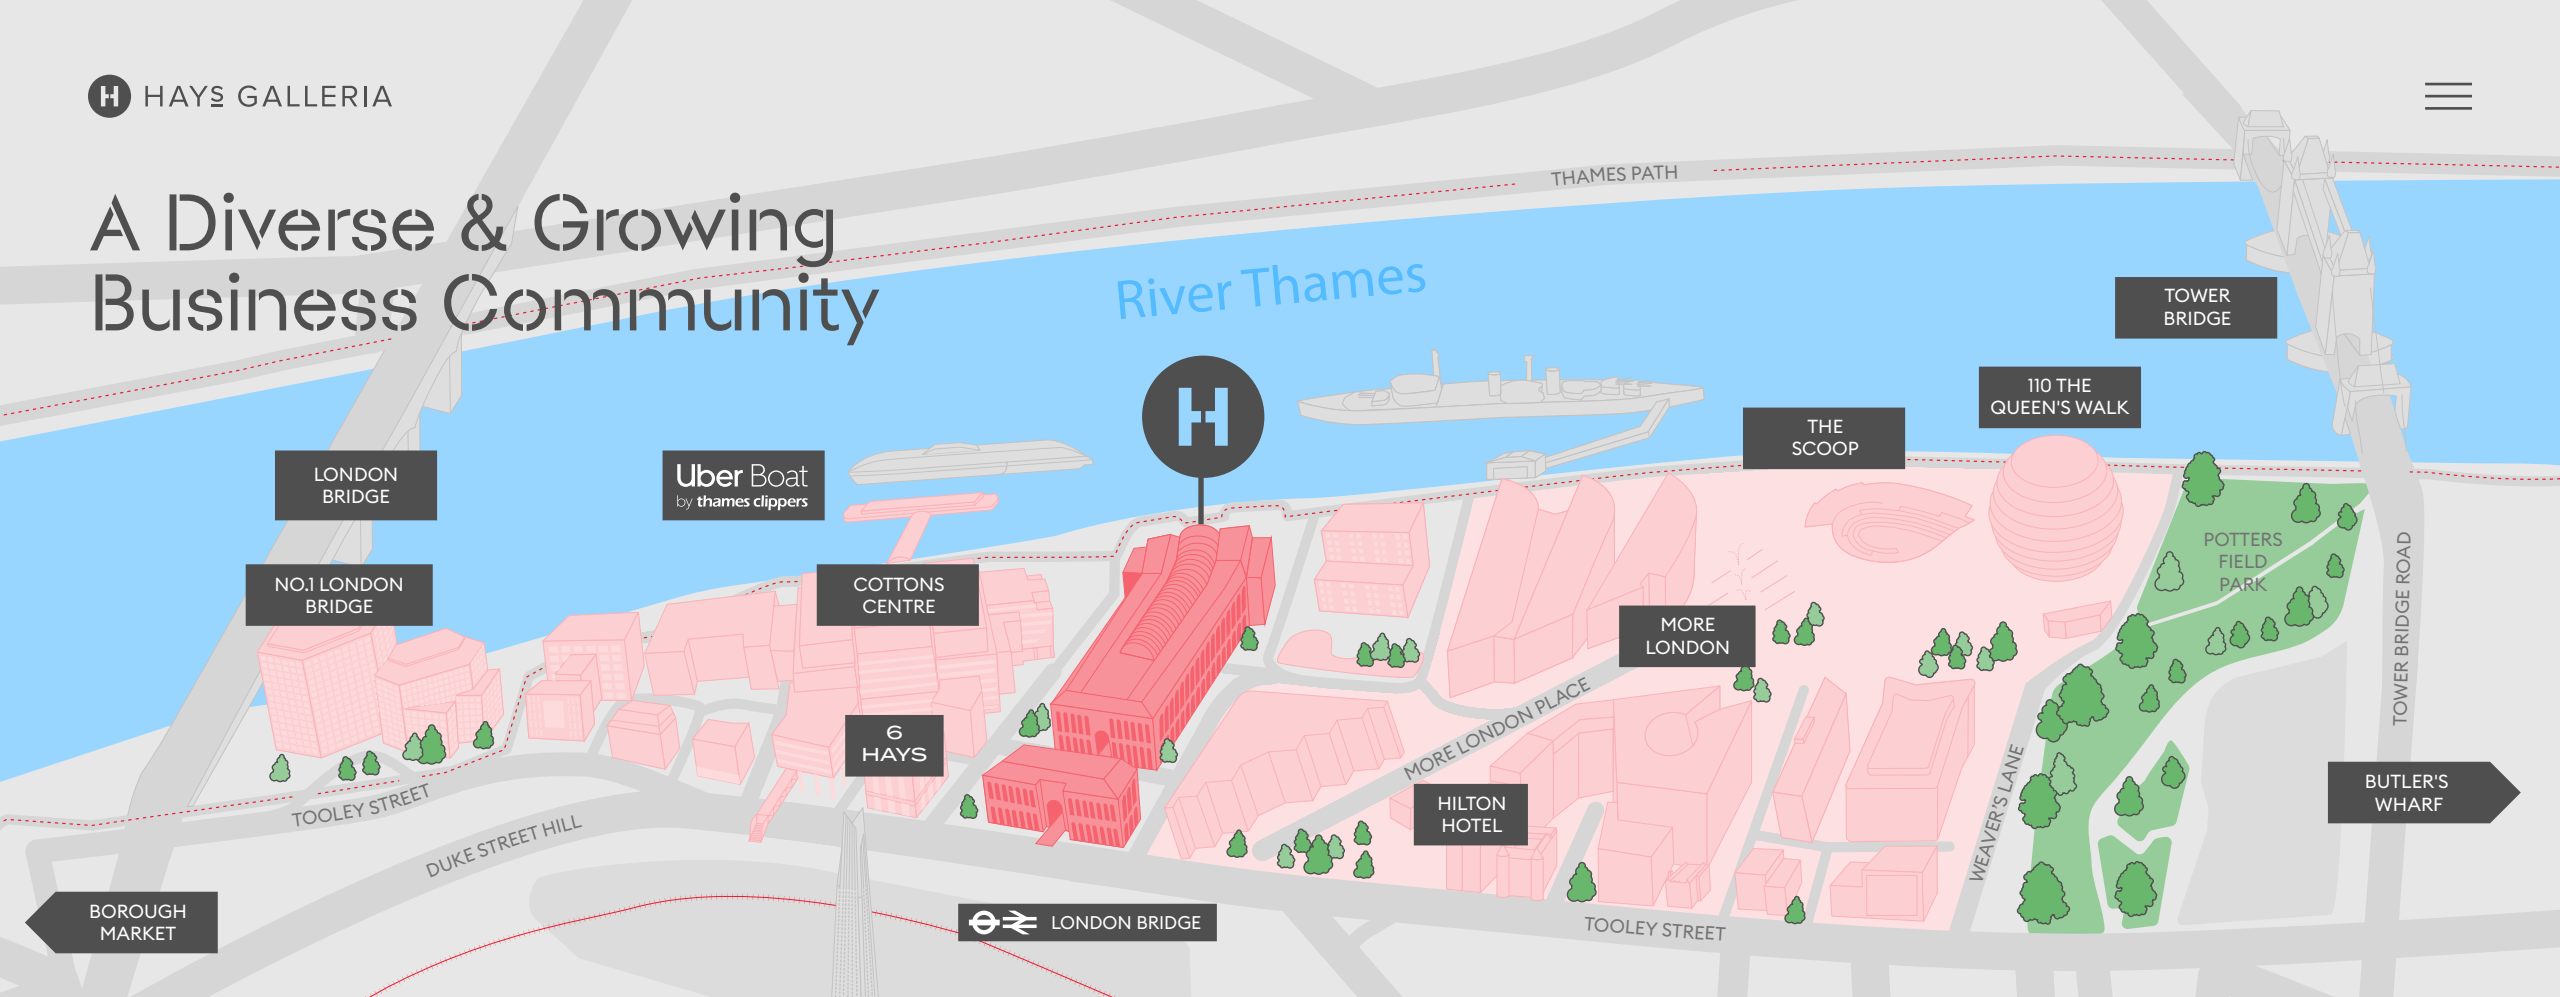 HAYS GALLERIA
A Diverse & Growing
Business Community
THAMES PATH
River Thames
TOWER
BRIDGE
110 THE
QUEEN'S WALK
H
THE
SCOOP
LONDON
BRIDGE
Uber Boat
by thames clippers
NO.1 LONDON
BRIDGE
COTTONS
CENTRE
POTTERS
FIELD
PARK
TOWER BRIDGE ROAD
MORE
LONDON
MORE LONDON PLACE
6
HAYS
TOOLEY STREET
DUKE STREET HILL
HILTON
HOTEL
WEAVER'S LANE
BUTLER'S
WHARF
BOROUGH
MARKET
LONDON BRIDGE
TOOLEY STREET